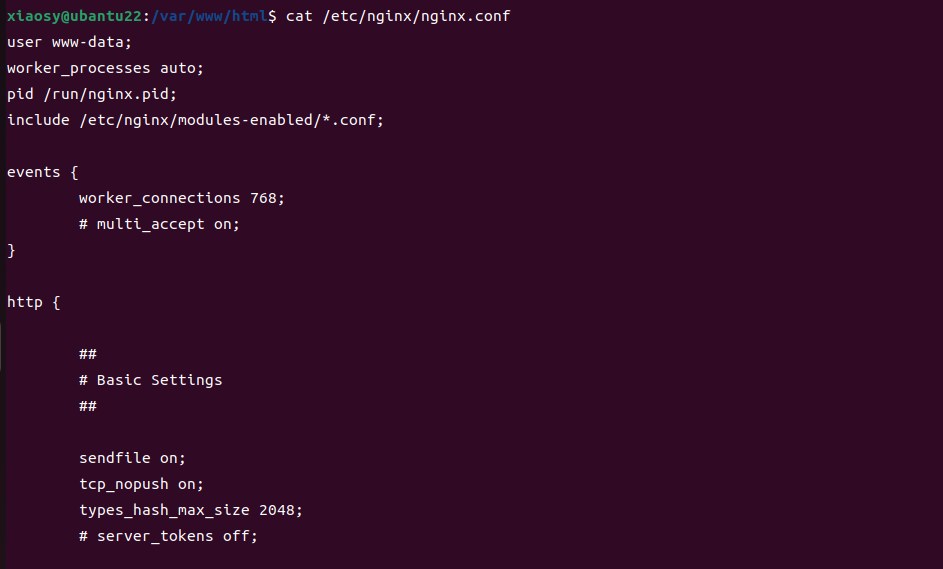 xiaosy@ubantu22:/var/www/html$ cat /etc/nginx/nginx.conf
user www-data;
worker_processes auto;
pid /run/nginx.pid;
include /etc/nginx/modules-enabled/*.conf;
events {
worker_connections 768;
# multi_accept on;
}
http {
##
# Basic Settings
##
sendfile on;
tcp_nopush on;
types_hash_max_size 2048;
# server_tokens off;